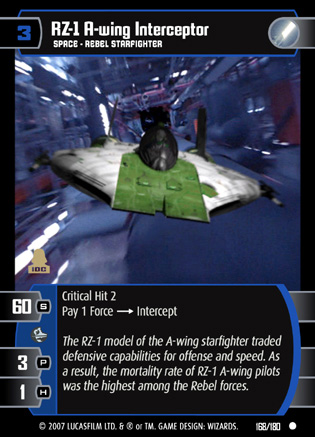 3 RZ-1 A-wing Interceptor
SPACE - REBEL STARFIGHTER
IDC
60 S
Critical Hit 2
Pay 1 Force → Intercept
3 P
1 H
The RZ-1 model of the A-wing starfighter traded
defensive capabilities for offense and speed. As
a result, the mortality rate of RZ-1 A-wing pilots
was the highest among the Rebel forces.
© 2007 LUCASFILM LTD. & ® or TM. GAME DESIGN: WIZARDS. 168/180